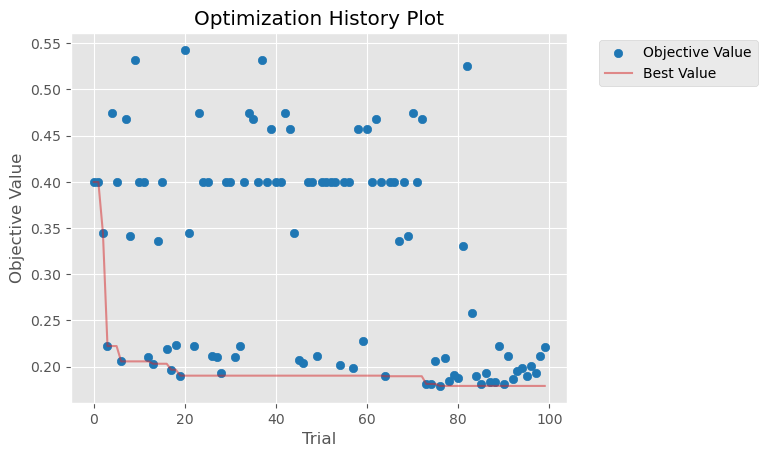 Optimization History Plot
Objective Value
Best Value
0.55
0.50
0.45
0.40
0.35
0.30
0.25
0.20
Objective Value
0
20
40
60
80
100
Trial